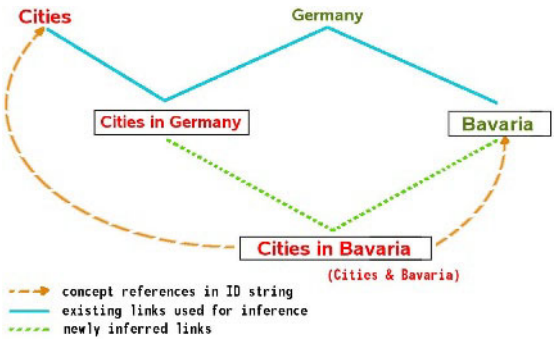 Cities
Germany
Cities in Germany
Bavaria
Cities in Bavaria
(Cities & Bavaria)
concept references in ID string
existing links used for inference
newly inferred links